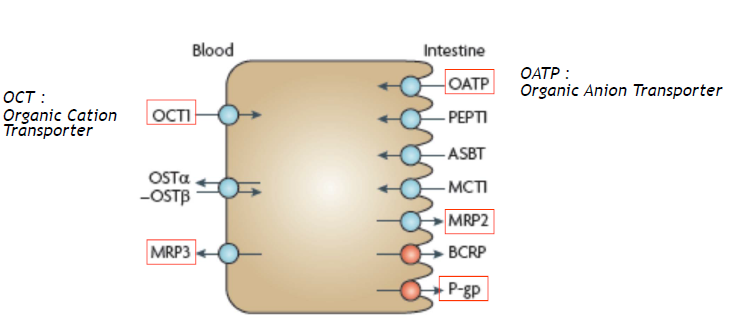 Blood
Intestine
OCT :
Organic Cation
Transporter
OATP :
Organic Anion Transporter
OCT1
OSTα
–OSTβ
MRP3
OATP
PEPT1
ASBT
MCT1
MRP2
BCRP
P-gp